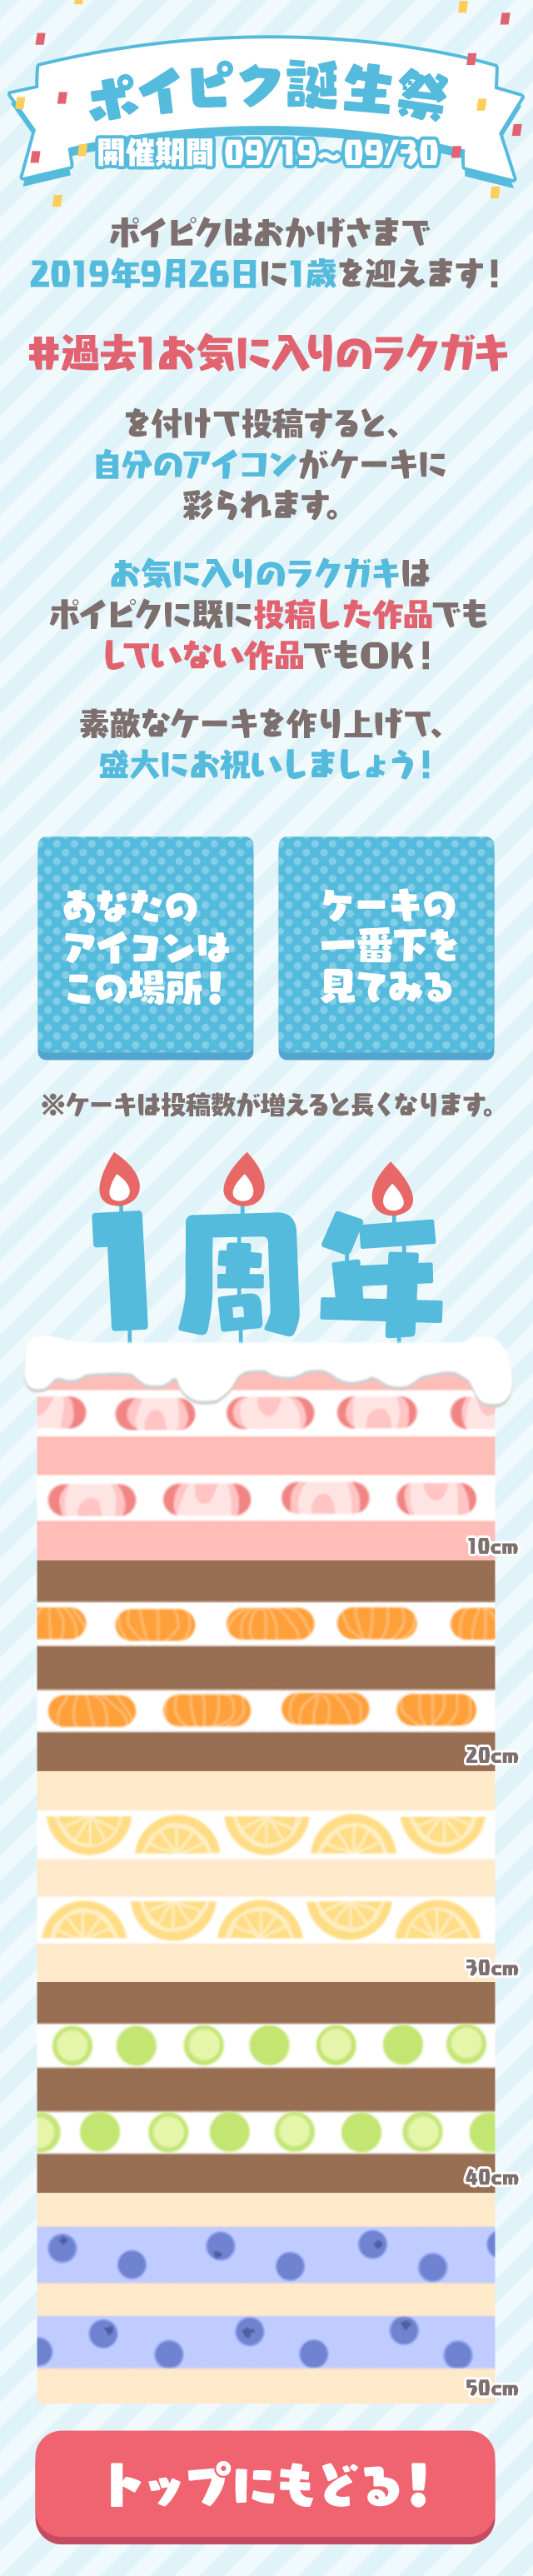 ポイピク誕生祭
開催期間 09/19～09/30
ポイピクはおかげさまで
2019年9月26日に1歳を迎えます！
#過去1お気に入りのラクガキ
を付けて投稿すると、
自分のアイコンがケーキに
彩られます。
お気に入りのラクガキは
ポイピクに既に投稿した作品でも
していない作品でもOK！
素敵なケーキを作り上げて、
盛大にお祝いしましょう！
あなたの
アイコンは
この場所！
ケーキの
一番下を
見てみる
※ケーキは投稿数が増えると長くなります。
1周年
10cm
20cm
30cm
40cm
50cm
トップにもどる！